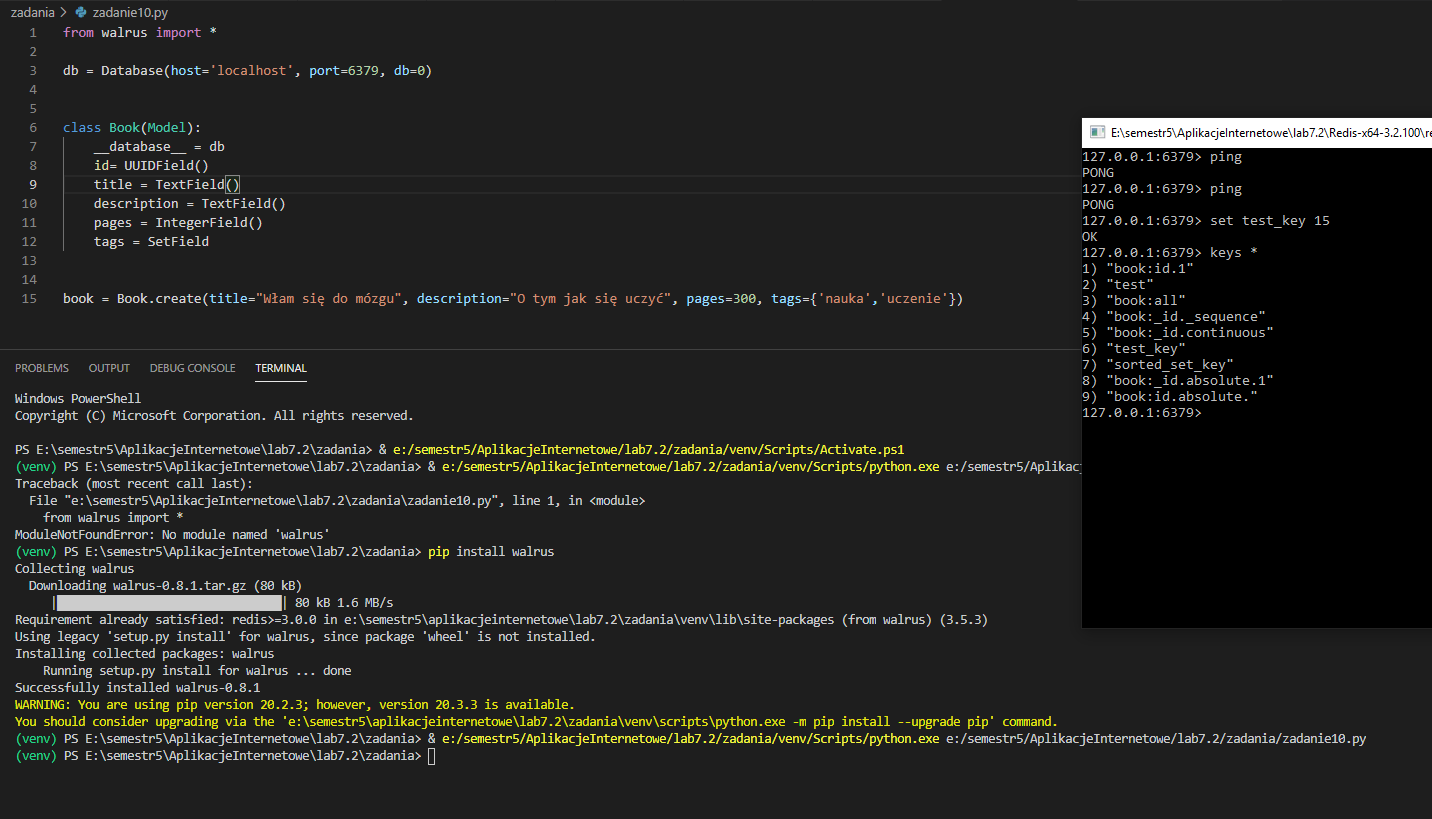 zadania > zadanie10.py
1 from walrus import *
2
3 db = Database(host='localhost', port=6379, db=0)
4
5
6 class Book(Model):
7 __database__ = db
8 id= UUIDField()
9 title = TextField()
10 description = TextField()
11 pages = IntegerField()
12 tags = SetField
13
14
15 book = Book.create(title="Włam się do mózgu", description="O tym jak się uczyć", pages=300, tags={'nauka','uczenie'})
E:\semestr5\AplikacjeInternetowe\lab7.2\Redis-x64-3.2.100\re
127.0.0.1:6379> ping
PONG
127.0.0.1:6379> ping
PONG
127.0.0.1:6379> set test_key 15
OK
127.0.0.1:6379> keys *
1) "book:id.1"
2) "test"
3) "book:all"
4) "book:_id._sequence"
5) "book:_id.continuous"
6) "test_key"
7) "sorted_set_key"
8) "book:_id.absolute.1"
9) "book:id.absolute."
127.0.0.1:6379>
PROBLEMS OUTPUT DEBUG CONSOLE TERMINAL
Windows PowerShell
Copyright (C) Microsoft Corporation. All rights reserved.
PS E:\semestr5\AplikacjeInternetowe\lab7.2\zadania> & e:/semestr5/AplikacjeInternetowe/lab7.2/zadania/venv/Scripts/Activate.ps1
(venv) PS E:\semestr5\AplikacjeInternetowe\lab7.2\zadania> & e:/semestr5/AplikacjeInternetowe/lab7.2/zadania/venv/Scripts/python.exe e:/semestr5/Aplikac
Traceback (most recent call last):
File "e:\semestr5\AplikacjeInternetowe\lab7.2\zadania\zadanie10.py", line 1, in <module>
from walrus import *
ModuleNotFoundError: No module named 'walrus'
(venv) PS E:\semestr5\AplikacjeInternetowe\lab7.2\zadania> pip install walrus
Collecting walrus
Downloading walrus-0.8.1.tar.gz (80 kB)
80 kB 1.6 MB/s
Requirement already satisfied: redis>=3.0.0 in e:\semestr5\aplikacjeinternetowe\lab7.2\zadania\venv\lib\site-packages (from walrus) (3.5.3)
Using legacy 'setup.py install' for walrus, since package 'wheel' is not installed.
Installing collected packages: walrus
Running setup.py install for walrus ... done
Successfully installed walrus-0.8.1
WARNING: You are using pip version 20.2.3; however, version 20.3.3 is available.
You should consider upgrading via the 'e:\semestr5\aplikacjeinternetowe\lab7.2\zadania\venv\scripts\python.exe -m pip install --upgrade pip' command.
(venv) PS E:\semestr5\AplikacjeInternetowe\lab7.2\zadania> & e:/semestr5/AplikacjeInternetowe/lab7.2/zadania/venv/Scripts/python.exe e:/semestr5/AplikacjeInternetowe/lab7.2/zadania/zadanie10.py
(venv) PS E:\semestr5\AplikacjeInternetowe\lab7.2\zadania>